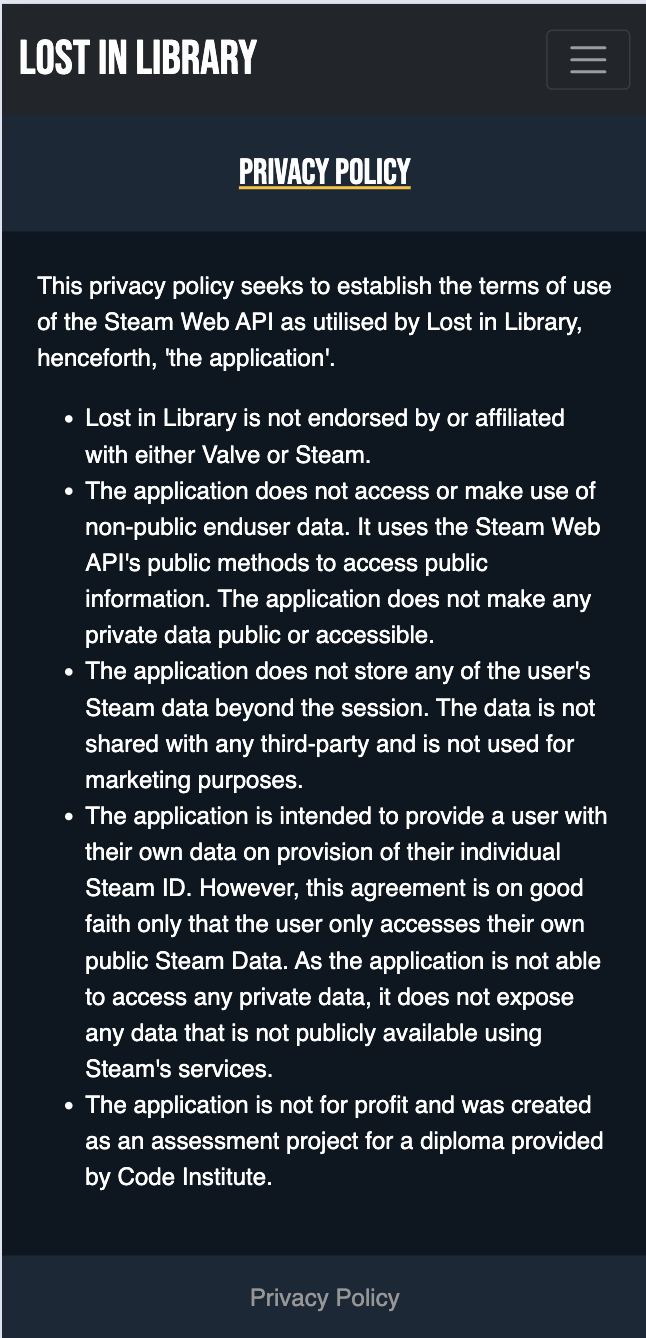 LOST IN LIBRARY
PRIVACY POLICY
This privacy policy seeks to establish the terms of use
of the Steam Web API as utilised by Lost in Library,
henceforth, 'the application'.
• Lost in Library is not endorsed by or affiliated
with either Valve or Steam.
• The application does not access or make use of
non-public enduser data. It uses the Steam Web
API's public methods to access public
information. The application does not make any
private data public or accessible.
• The application does not store any of the user's
Steam data beyond the session. The data is not
shared with any third-party and is not used for
marketing purposes.
• The application is intended to provide a user with
their own data on provision of their individual
Steam ID. However, this agreement is on good
faith only that the user only accesses their own
public Steam Data. As the application is not able
to access any private data, it does not expose
any data that is not publicly available using
Steam's services.
• The application is not for profit and was created
as an assessment project for a diploma provided
by Code Institute.
Privacy Policy